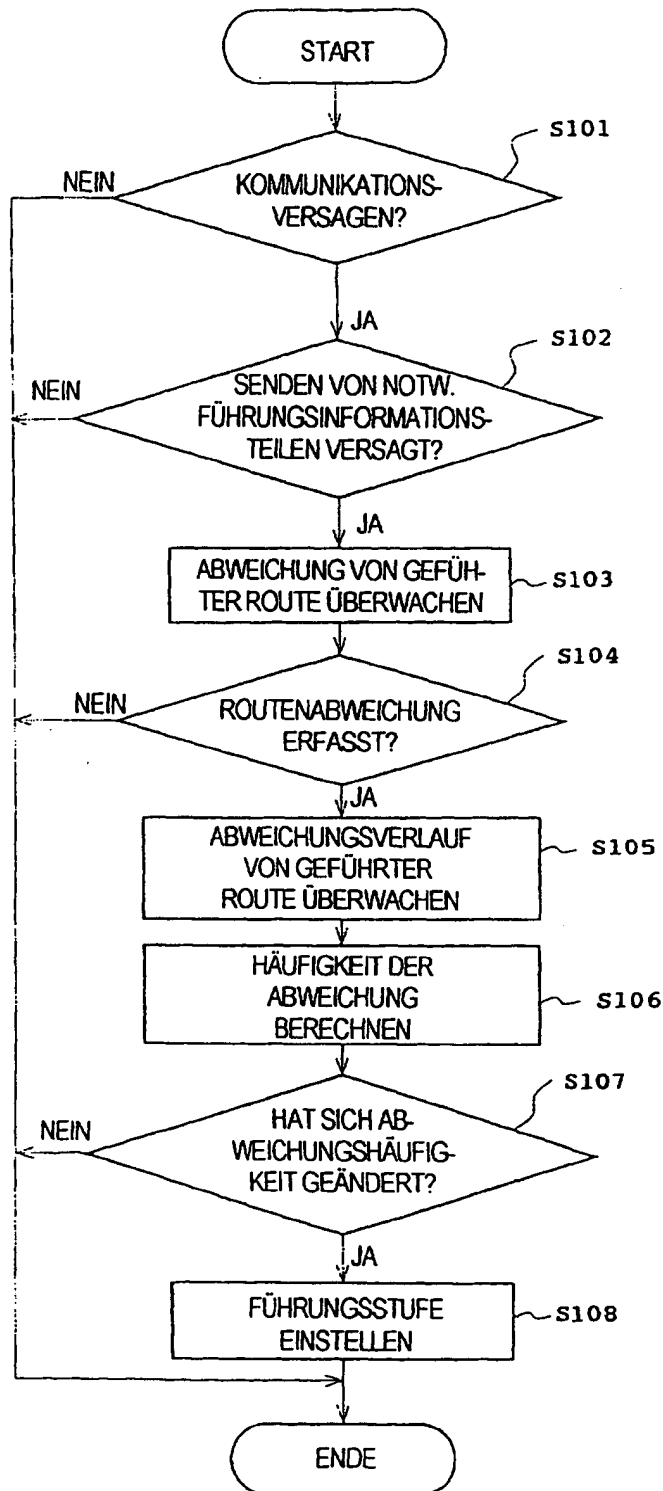 START
S101
NEIN
KOMMUNIKATIONS-
VERSAGEN?
JA
S102
NEIN
SENDEN VON NOTW.
FÜHRUNGSINFORMATIONS-
TEILEN VERSAGT?
JA
ABWEICHUNG VON GEFÜH-
TER ROUTE ÜBERWACHEN
S103
S104
NEIN
ROUTENABWEICHUNG
ERFASST?
JA
ABWEICHUNGSVERLAUF
VON GEFÜHRTER
ROUTE ÜBERWACHEN
S105
HÄUFIGKEIT DER
ABWEICHUNG
BERECHNEN
S106
S107
NEIN
HAT SICH AB-
WEICHUNGSHÄUFIG-
KEIT GEÄNDERT?
JA
FÜHRUNGSSTUFE
EINSTELLEN
S108
ENDE